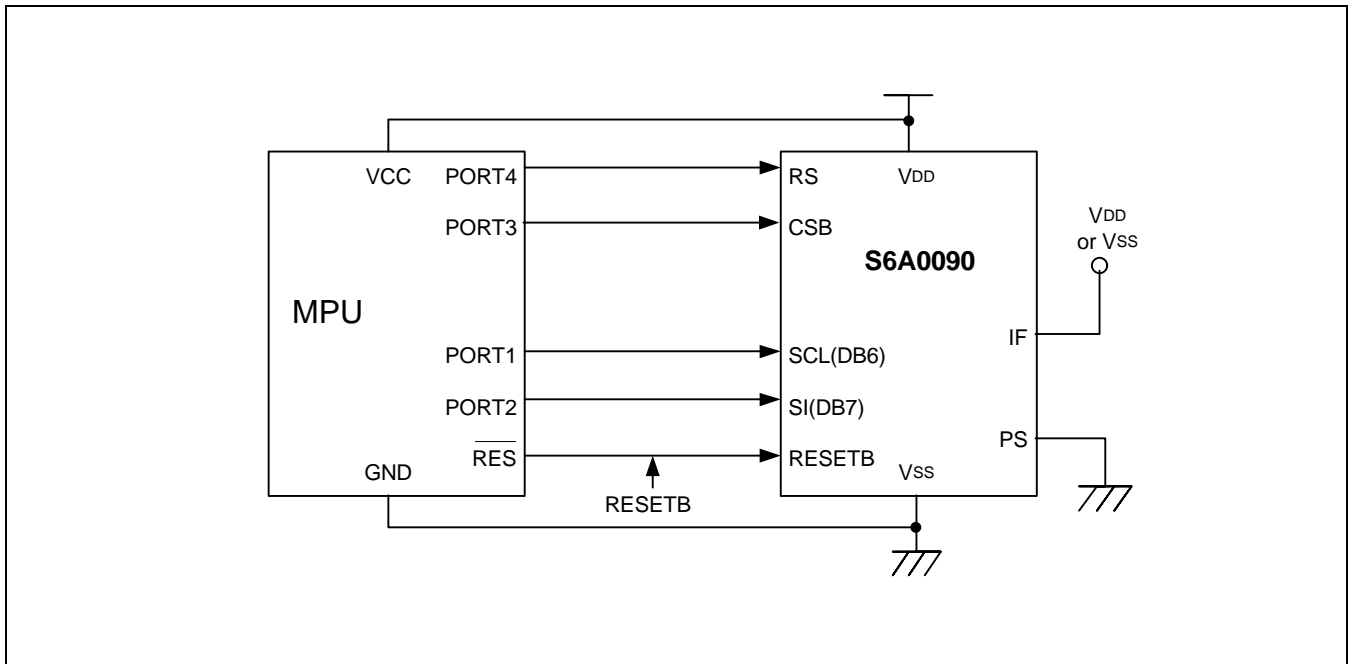 VCC
PORT4
PORT3
MPU
PORT1
PORT2
RES
GND
RESETB
RS
VDD
CSB
S6A0090
SCL(DB6)
SI(DB7)
RESETB
VSS
IF
PS
VDD
or VSS